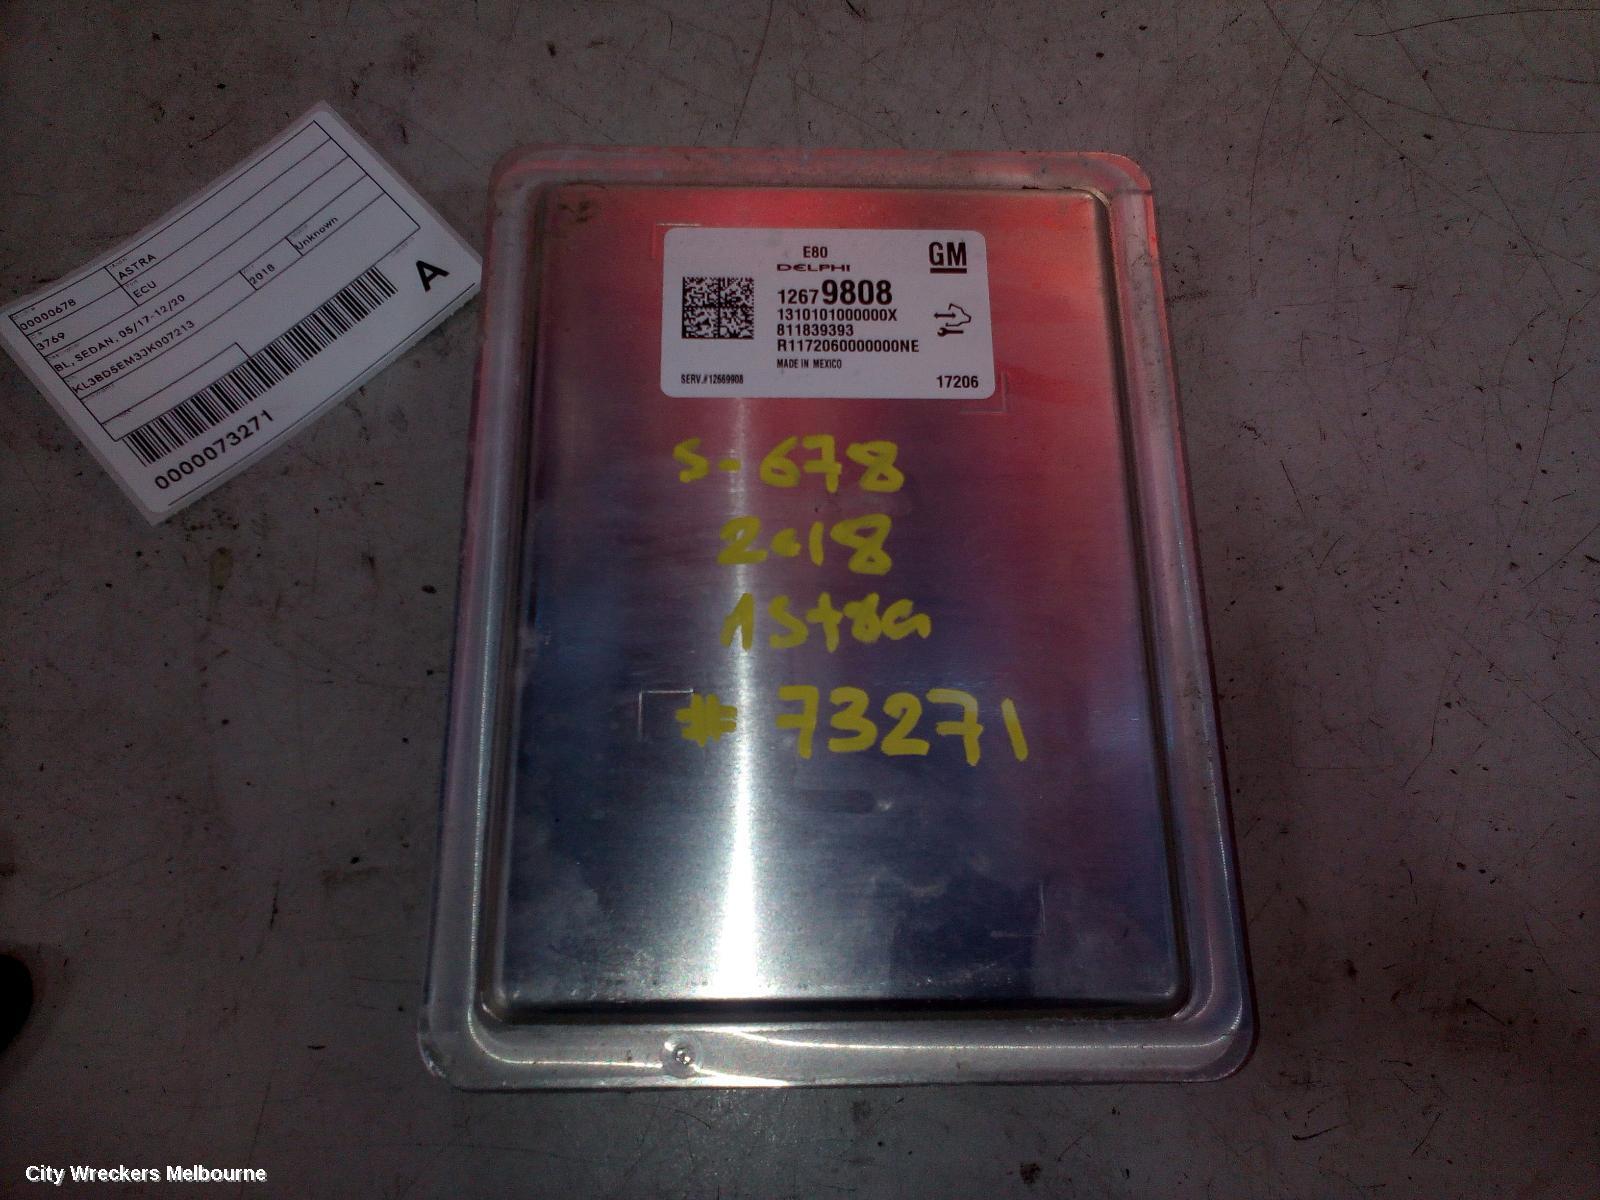 00000678
ASTRA
3769
ECU
BL, SEDAN, 05/17-12/20
2018
Unknown
KL3BD5EM3JK007213
A
0000073271
E80
GM
DELPHI
12679808
1310101000000X
811839393
R1172060000000NE
MADE IN MEXICO
SERV.#12669908
17206
S-678
2018
Astra
# 73271
City Wreckers Melbourne